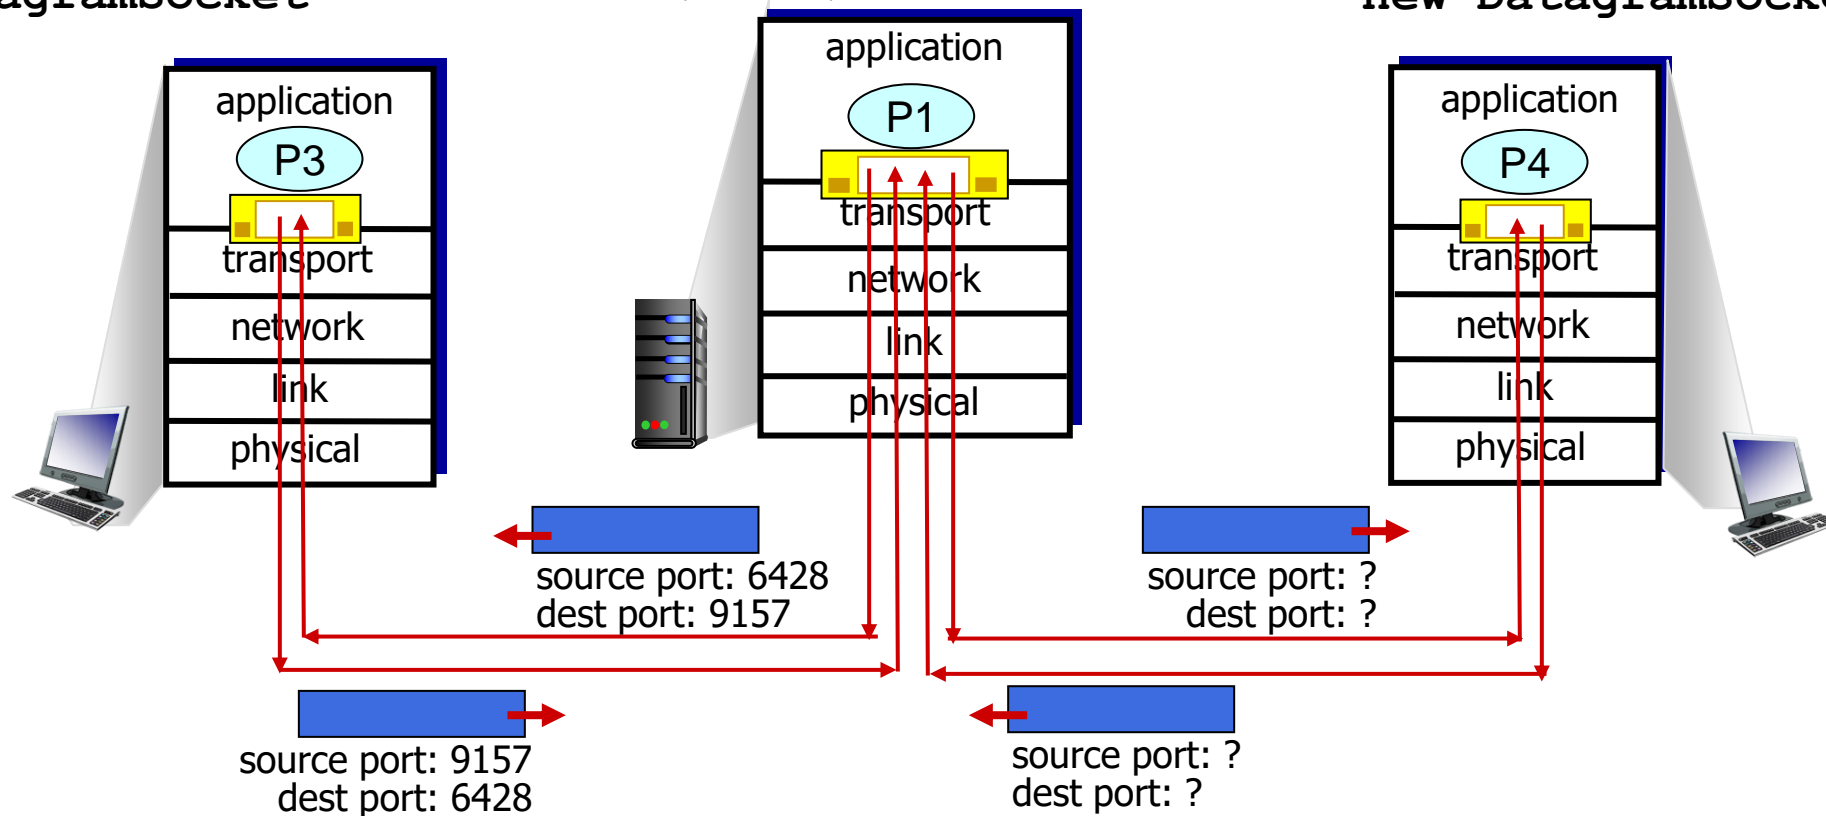 application
P3
transport
network
link
physical
application
P1
transport
network
link
physical
application
P4
transport
network
link
physical
source port: 6428
dest port: 9157
source port: ?
dest port: ?
source port: 9157
dest port: 6428
source port: ?
dest port: ?